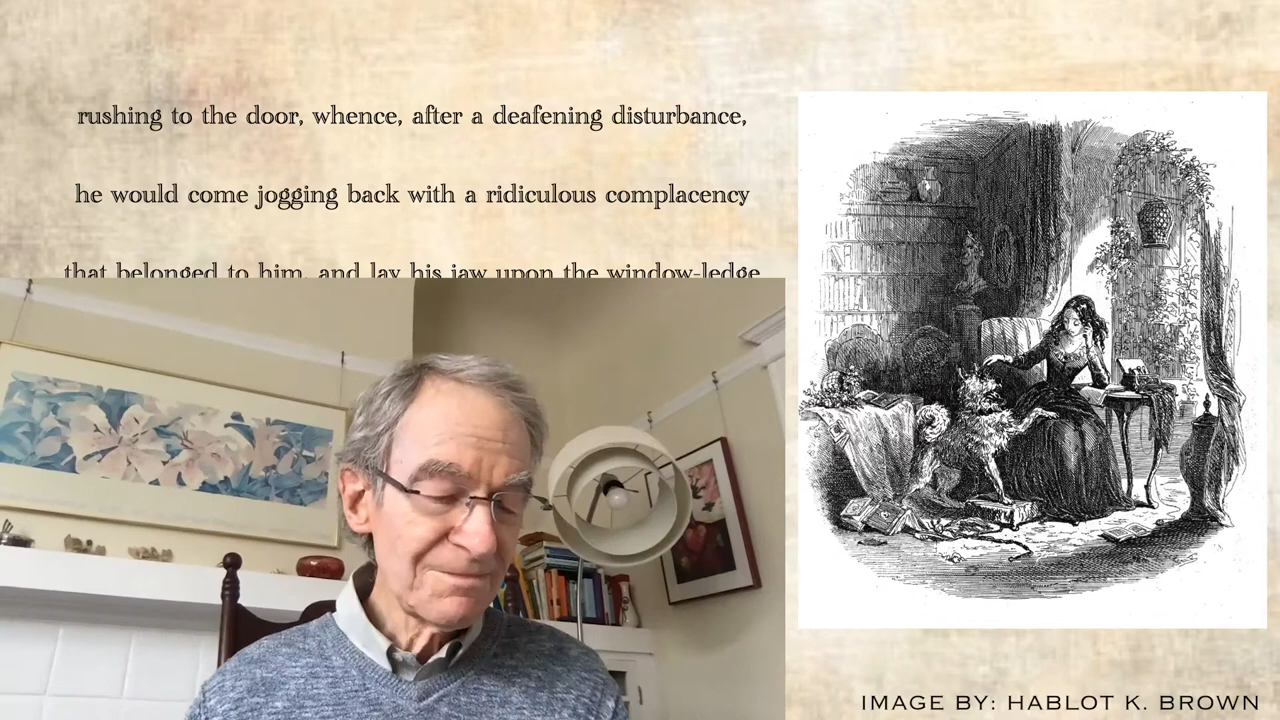 rushing to the door, whence, after a deafening disturbance,
he would come jogging back with a ridiculous complacency
that belonged to him, and lay his jaw upon the window-ledge
IMAGE BY: HABLOT K. BROWN